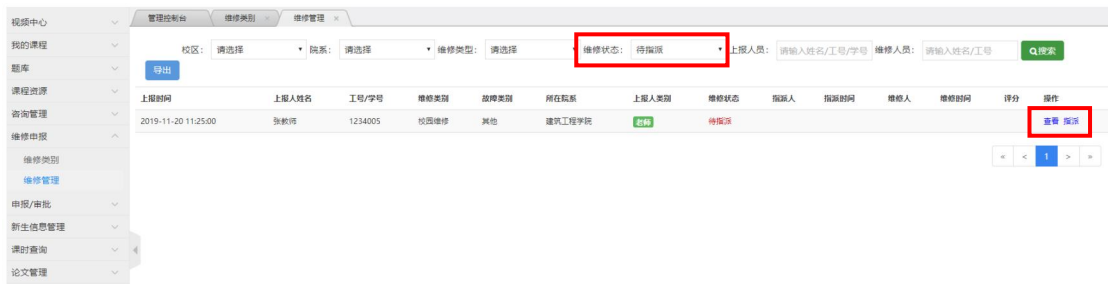 管理控制台 维修类别 × 维修管理 ×
视频中心
我的课程
题库
课程资源
咨询管理
维修申报
维修类别
维修管理
申报/审批
新生信息管理
课时查询
论文管理
校区： 请选择 院系： 请选择 维修类型： 请选择 维修状态： 待指派 上报人员： 请输入姓名/工号/学号 维修人员： 请输入姓名/工号 搜索
导出
上报时间 上报人姓名 工号/学号 维修类别 故障类别 所在院系 上报人类别 维修状态 指派人 指派时间 维修人 维修时间 评分 操作
2019-11-20 11:25:00 张教师 1234005 校园维修 其他 建筑工程学院 老师 待指派 查看 指派
« < 1 > »